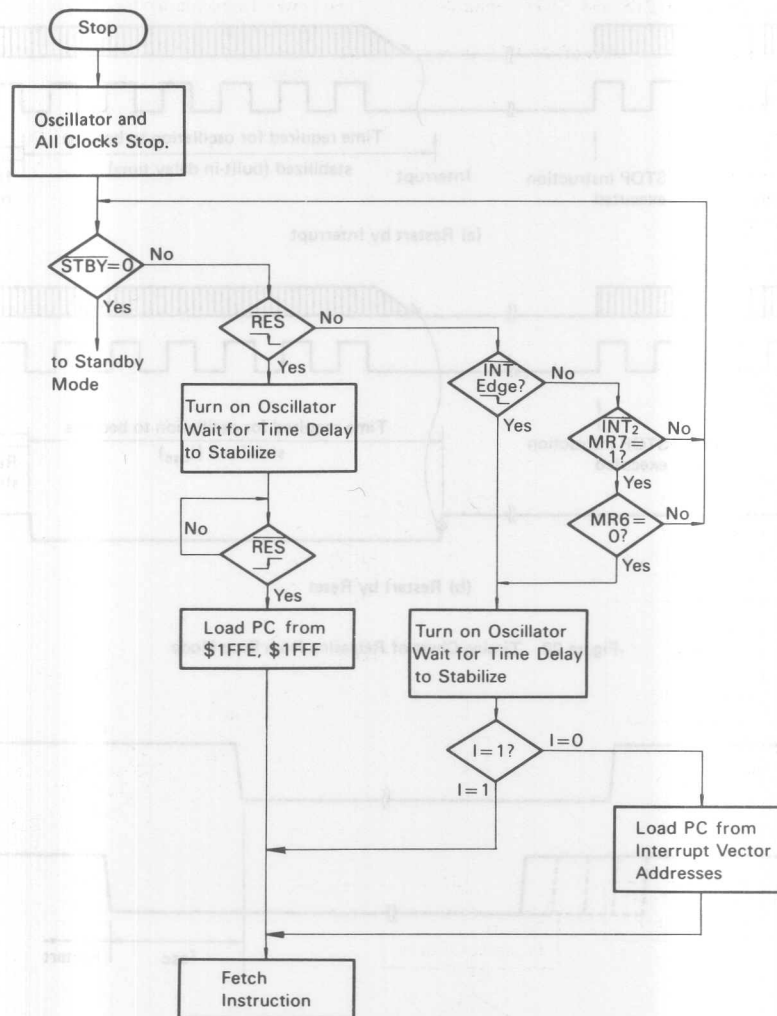 Stop
Oscillator and
All Clocks Stop.
STBY=0
No
Yes
to Standby
Mode
RES
No
Yes
Turn on Oscillator
Wait for Time Delay
to Stabilize
No
RES
Yes
Load PC from
$1FFE, $1FFF
INT
Edge?
No
Yes
INT2
MR7=
1?
No
Yes
MR6=
0?
No
Yes
Turn on Oscillator
Wait for Time Delay
to Stabilize
I=1?
I=0
I=1
Load PC from
Interrupt Vector
Addresses
Fetch
Instruction
Time required for oscillation to be
stabilized (built-in delay time)
STOP instruction
executed
Interrupt
(a) Restart by Interrupt
(b) Restart by Reset